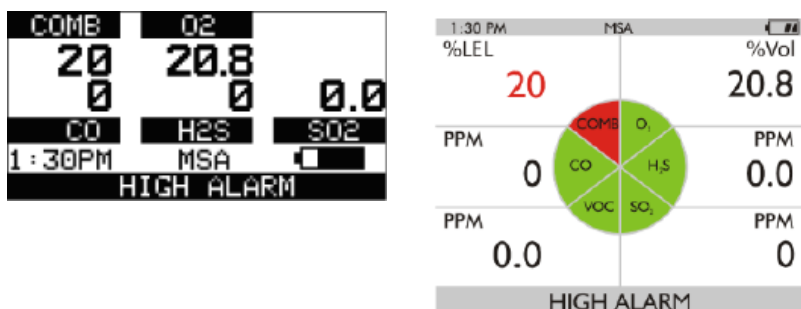 COMB O2
20 20.8
0 0 0.0
CO H2S SO2
1:30PM MSA
HIGH ALARM
1:30 PM MSA
%LEL %Vol
20 20.8
COMB O₂
PPM PPM
0 CO H₂S 0.0
VOC SO₂
PPM PPM
0.0 0
HIGH ALARM